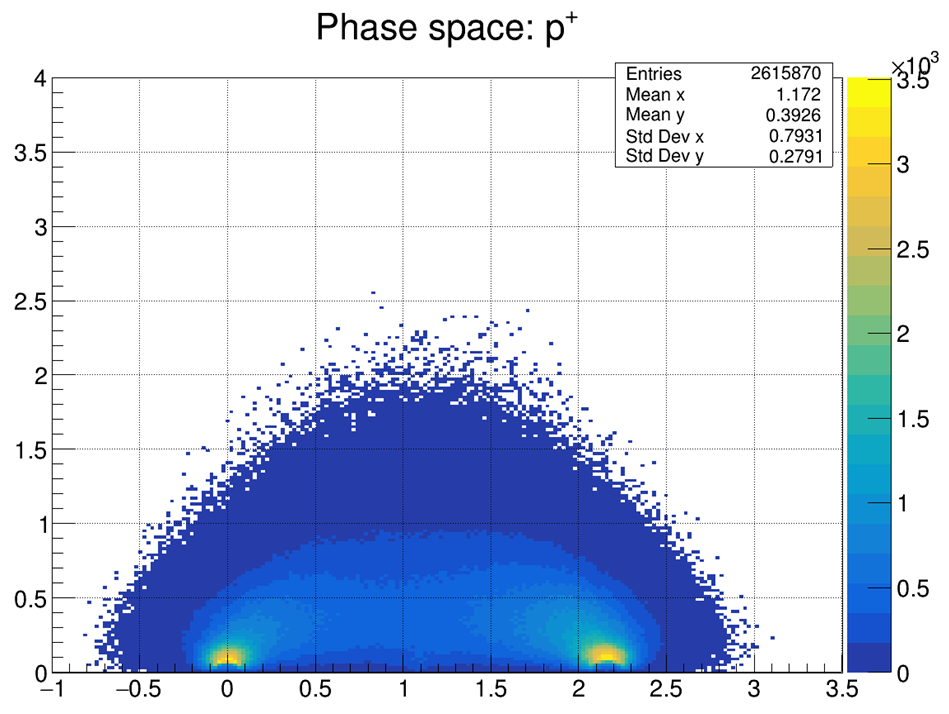 Phase space: p⁺
Entries 2615870
Mean x 1.172
Mean y 0.3926
Std Dev x 0.7931
Std Dev y 0.2791
×10³
4
3.5
3
2.5
2
1.5
1
0.5
0
3.5
3
2.5
2
1.5
1
0.5
0
−1 −0.5 0 0.5 1 1.5 2 2.5 3 3.5